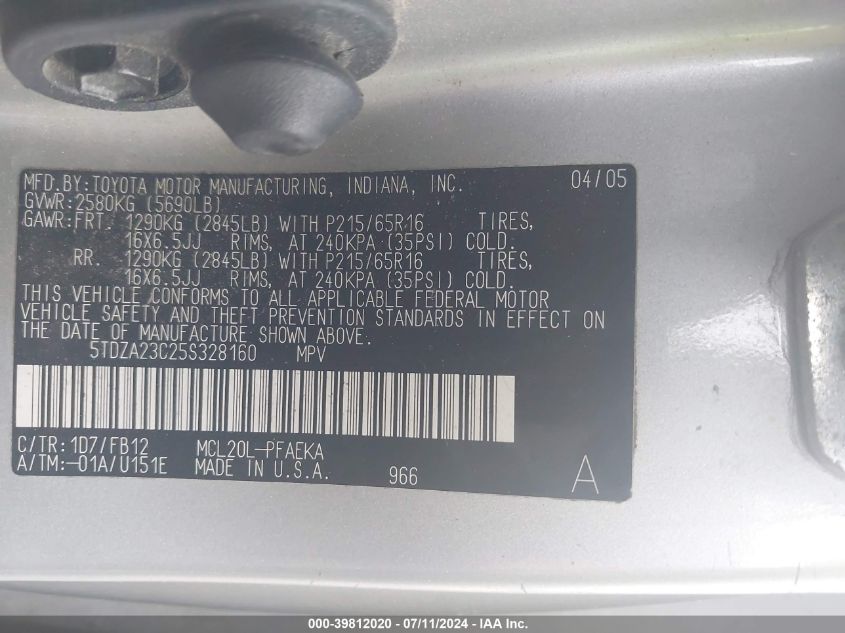 MFD.BY:TOYOTA MOTOR MANUFACTURING, INDIANA, INC. 04/05
GVWR:2580KG (5690LB)
GAWR:FRT. 1290KG (2845LB) WITH P215/65R16 TIRES,
16X6.5JJ RIMS, AT 240KPA (35PSI) COLD.
RR. 1290KG (2845LB) WITH P215/65R16 TIRES,
16X6.5JJ RIMS, AT 240KPA (35PSI) COLD.
THIS VEHICLE CONFORMS TO ALL APPLICABLE FEDERAL MOTOR
VEHICLE SAFETY AND THEFT PREVENTION STANDARDS IN EFFECT ON
THE DATE OF MANUFACTURE SHOWN ABOVE.
5TDZA23C25S328160 MPV
C/TR:1D7/FB12 MCL20L-PFAEKA
A/TM:-01A/U151E MADE IN U.S.A. 966 A
000-39812020 - 07/11/2024 - IAA Inc.